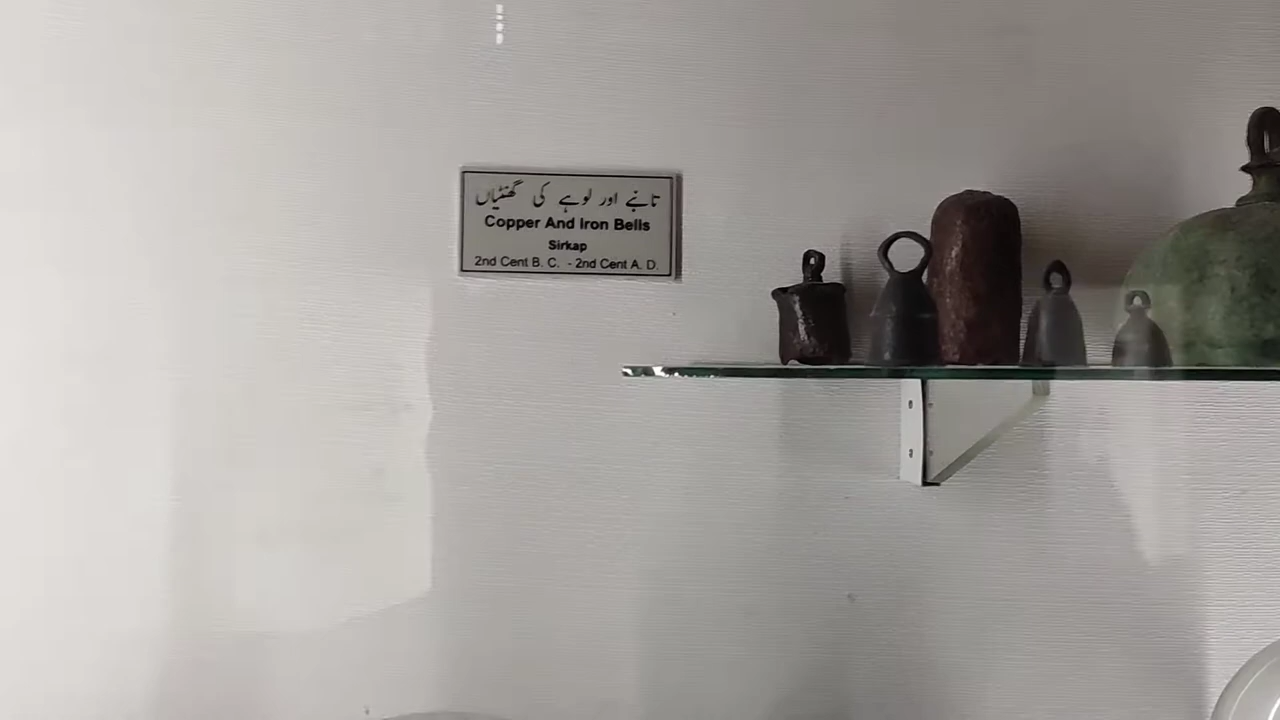 تانبے اور لوہے کی گھنٹیاں
Copper And Iron Bells
Sirkap
2nd Cent B. C. - 2nd Cent A. D.